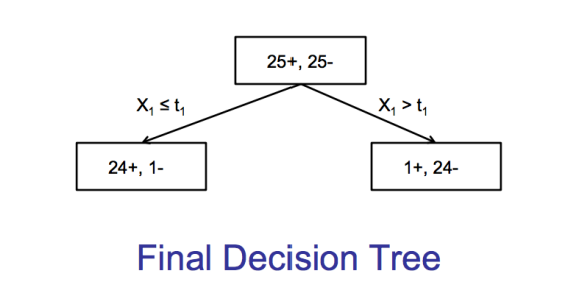 25+, 25-
X₁ ≤ t₁
X₁ > t₁
24+, 1-
1+, 24-
Final Decision Tree